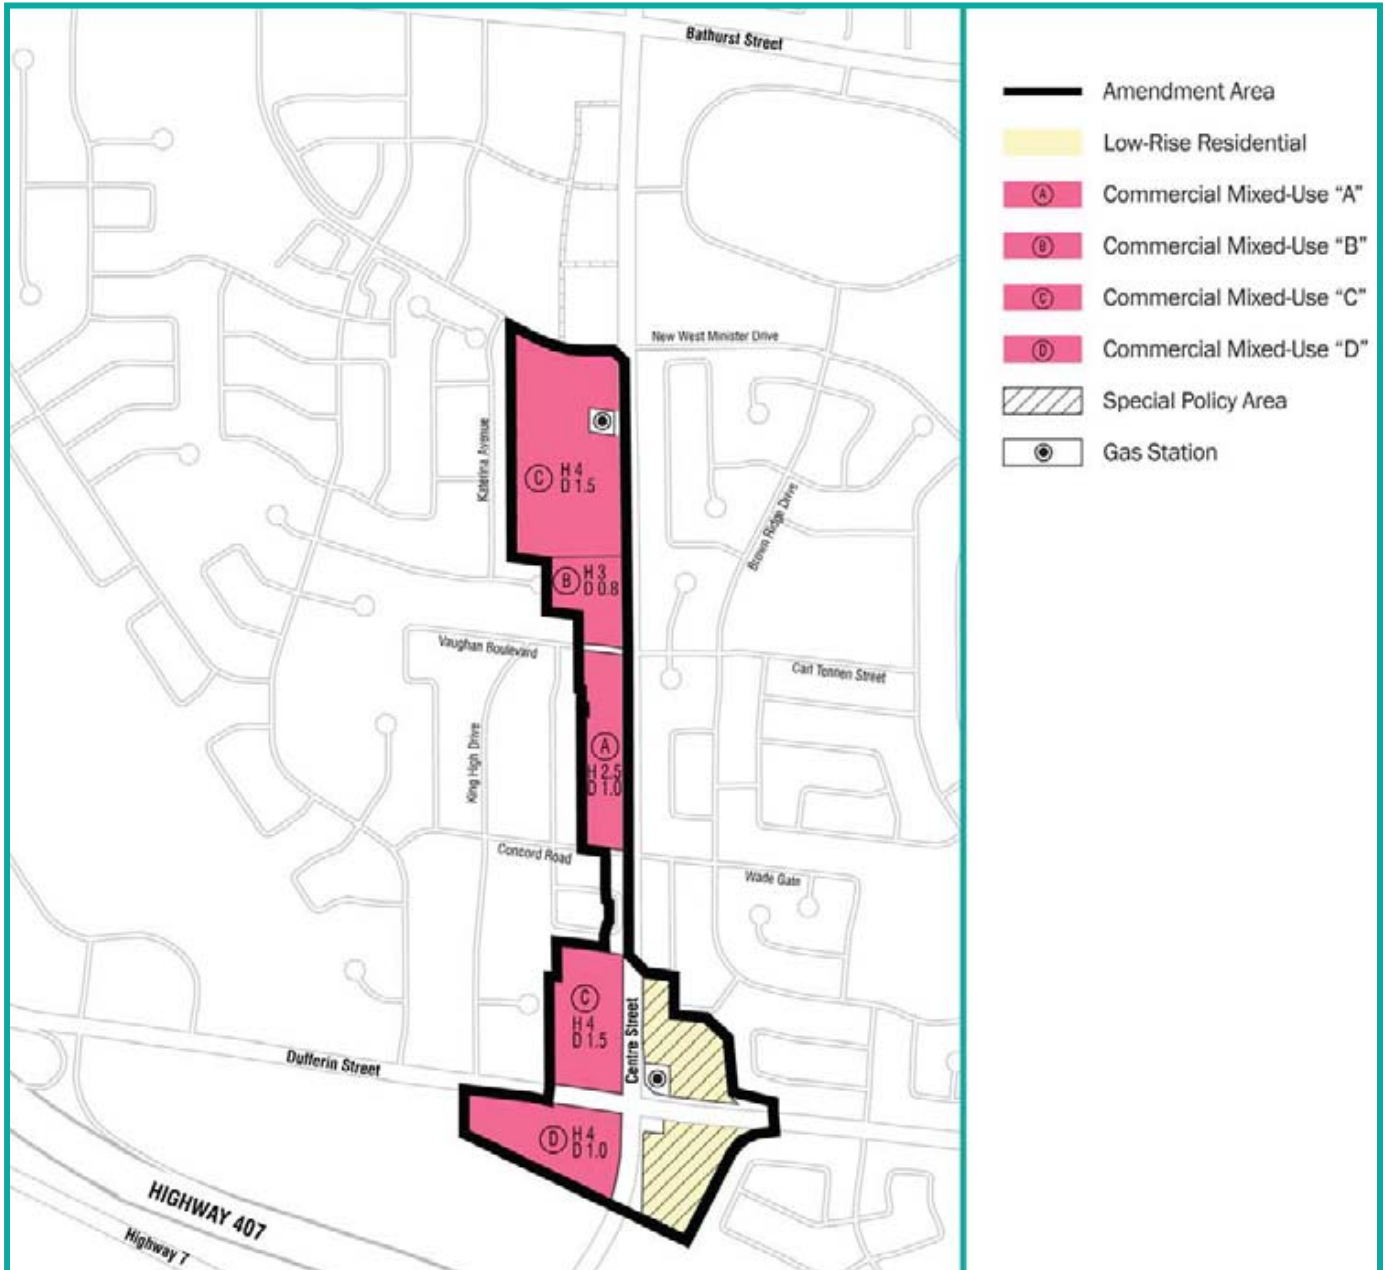 Bathurst Street
New West Minister Drive
Katerina Avenue
C H 4
D 1.5
Brown Ridge Drive
B H 3
D 0.8
Vaughan Boulevard
Carl Tennen Street
King High Drive
A
H 2.5
D 1.0
Concord Road
Wade Gate
C
H 4
D 1.5
Centre Street
Dufferin Street
D H 4
D 1.0
HIGHWAY 407
Highway 7
Amendment Area
Low-Rise Residential
A Commercial Mixed-Use “A”
B Commercial Mixed-Use “B”
C Commercial Mixed-Use “C”
D Commercial Mixed-Use “D”
Special Policy Area
Gas Station